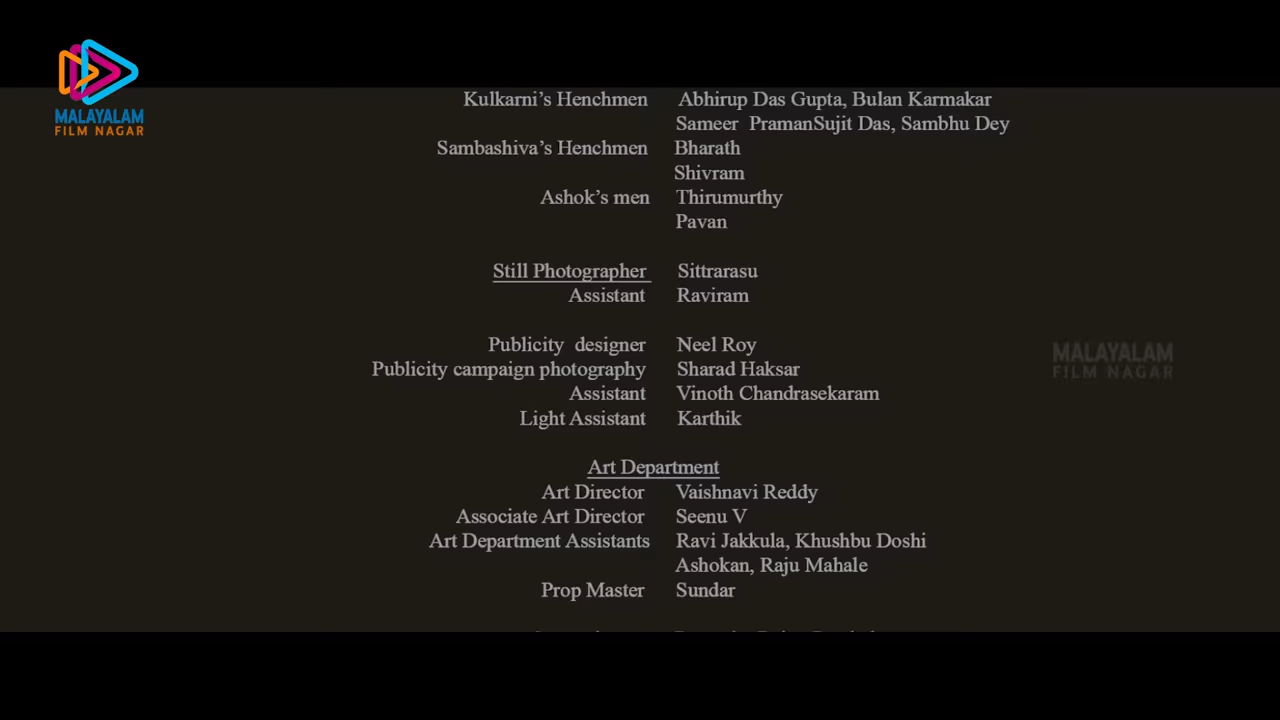 MALAYALAM
FILM NAGAR
Kulkarni’s Henchmen Abhirup Das Gupta, Bulan Karmakar
Sameer PramanSujit Das, Sambhu Dey
Sambashiva’s Henchmen Bharath
Shivram
Ashok’s men Thirumurthy
Pavan
Still Photographer Sittrarasu
Assistant Raviram
Publicity designer Neel Roy
Publicity campaign photography Sharad Haksar
Assistant Vinoth Chandrasekaram
Light Assistant Karthik
MALAYALAM
FILM NAGAR
Art Department
Art Director Vaishnavi Reddy
Associate Art Director Seenu V
Art Department Assistants Ravi Jakkula, Khushbu Doshi
Ashokan, Raju Mahale
Prop Master Sundar